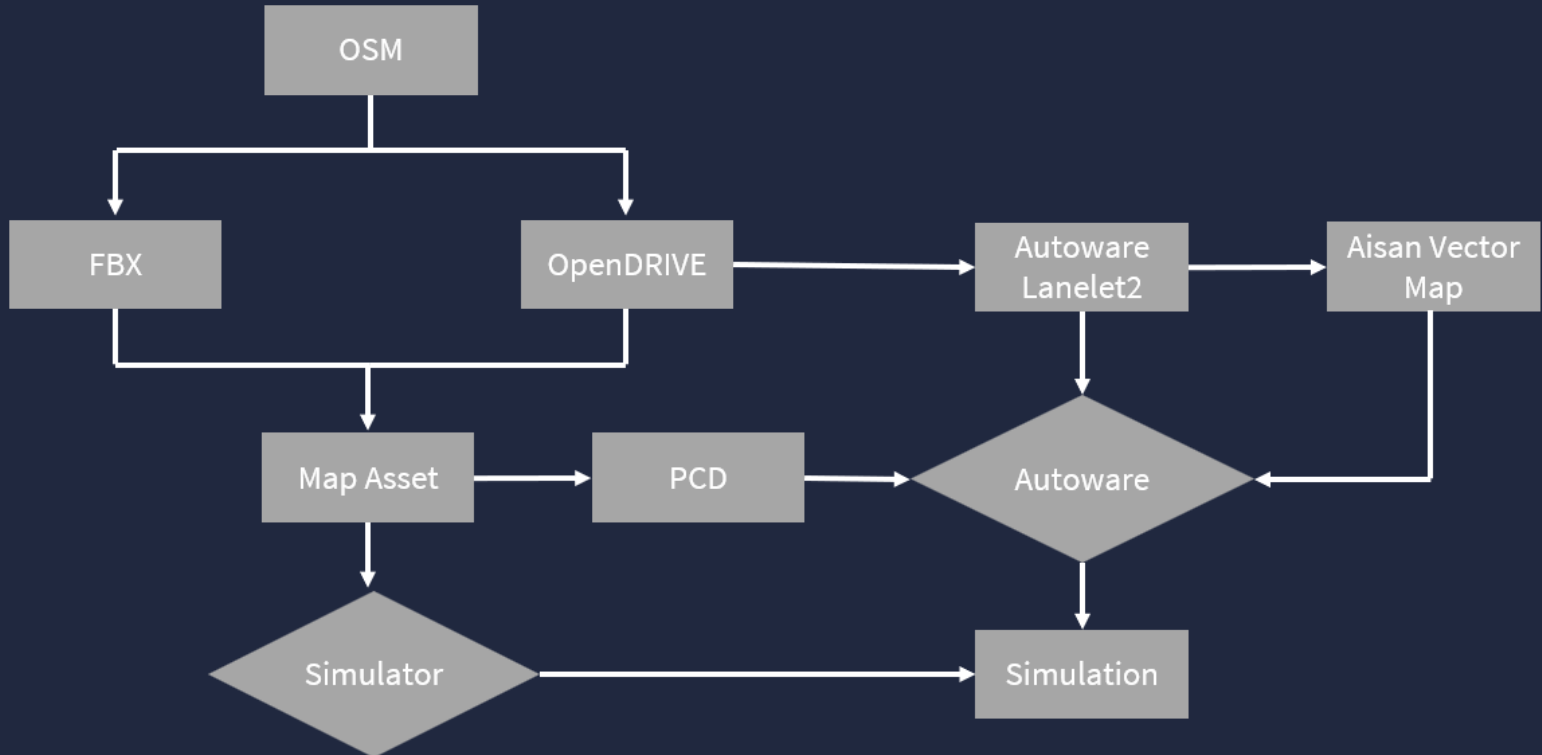 OSM
FBX
OpenDRIVE
Autoware
Lanelet2
Aisan Vector
Map
Map Asset
PCD
Autoware
Simulator
Simulation